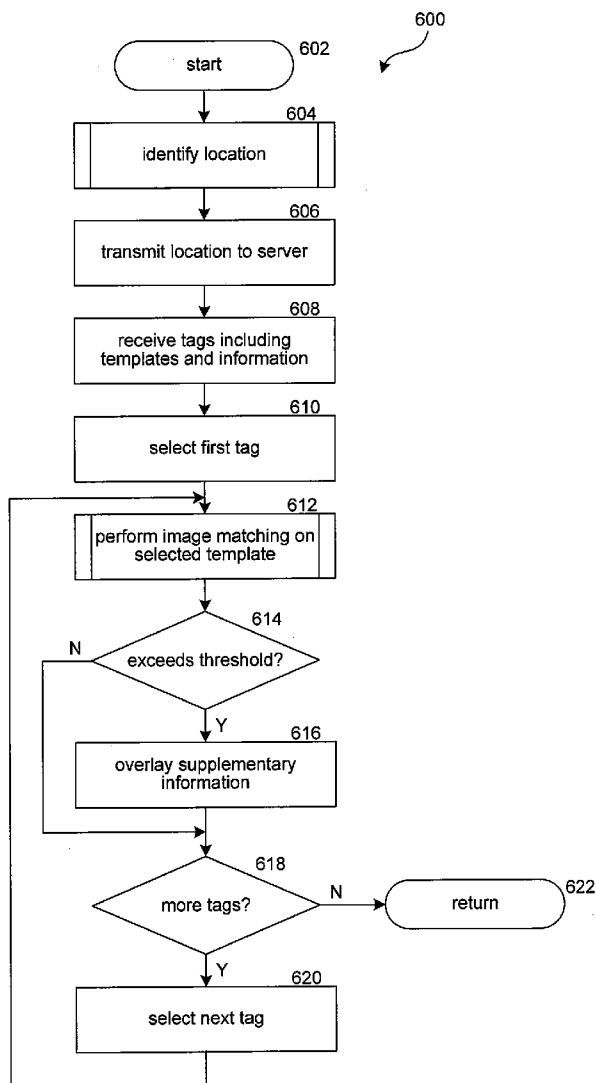 600
602
start
604
identify location
606
transmit location to server
608
receive tags including
templates and information
610
select first tag
612
perform image matching on
selected template
614
N
exceeds threshold?
Y
616
overlay supplementary
information
618
more tags?
N
622
return
Y
620
select next tag